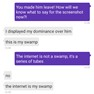 You made him leave! How will we
know what to say for the screenshot
now?!
I displayed my dominance over him
this is my swamp
The internet is not a swamp, it's a
series of tubes
no
the internet is my swamp